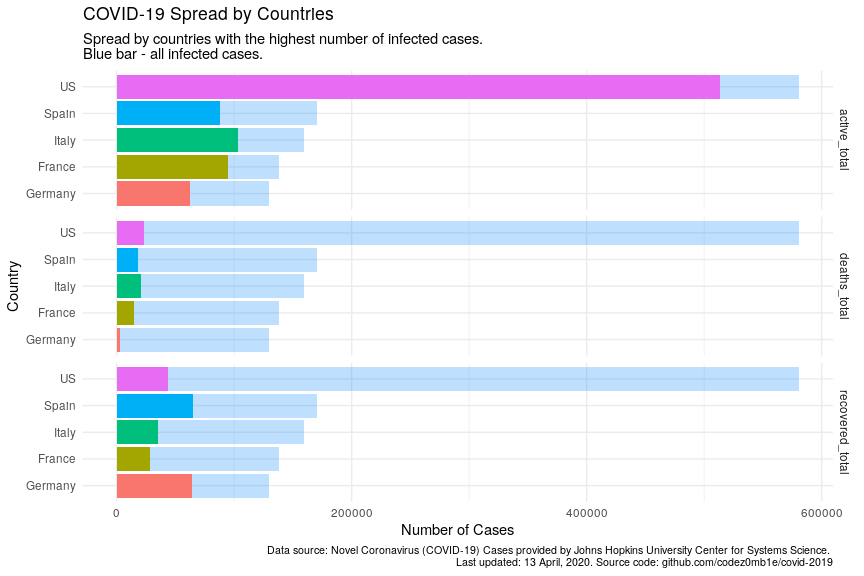 COVID-19 Spread by Countries
Spread by countries with the highest number of infected cases.
Blue bar - all infected cases.
Country
US
Spain
Italy
France
Germany
active_total
US
Spain
Italy
France
Germany
deaths_total
US
Spain
Italy
France
Germany
recovered_total
0 200000 400000 600000
Number of Cases
Data source: Novel Coronavirus (COVID-19) Cases provided by Johns Hopkins University Center for Systems Science.
Last updated: 13 April, 2020. Source code: github.com/codez0mb1e/covid-2019